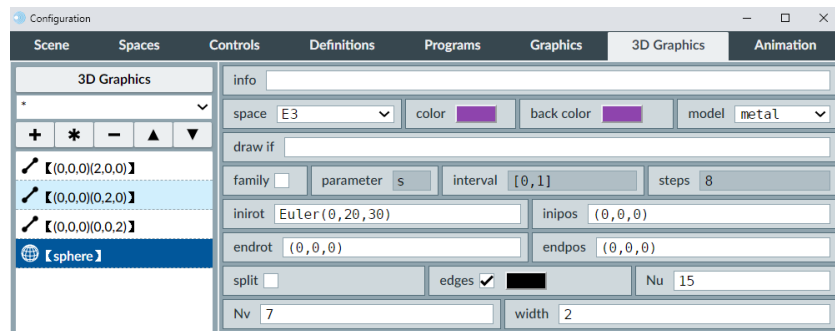 Configuration
Scene Spaces Controls Definitions Programs Graphics 3D Graphics Animation
3D Graphics
*
+ * − ▲ ▼
【(0,0,0)(2,0,0)】
【(0,0,0)(0,2,0)】
【(0,0,0)(0,0,2)】
【sphere】
info
space E3 color back color model metal
draw if
family parameter s interval [0,1] steps 8
inirot Euler(0,20,30) inipos (0,0,0)
endrot (0,0,0) endpos (0,0,0)
split edges Nu 15
Nv 7 width 2